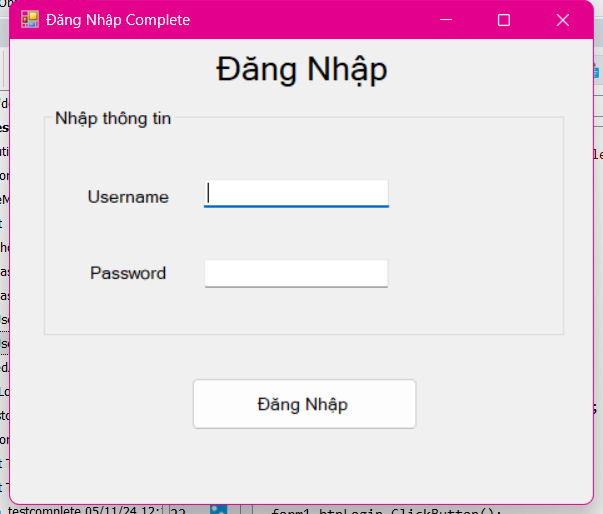 Đăng Nhập Complete
Đăng Nhập
Nhập thông tin
Username
Password
Đăng Nhập
testcomplete 05/11/24 12:
form1.btnLogin.ClickButton();